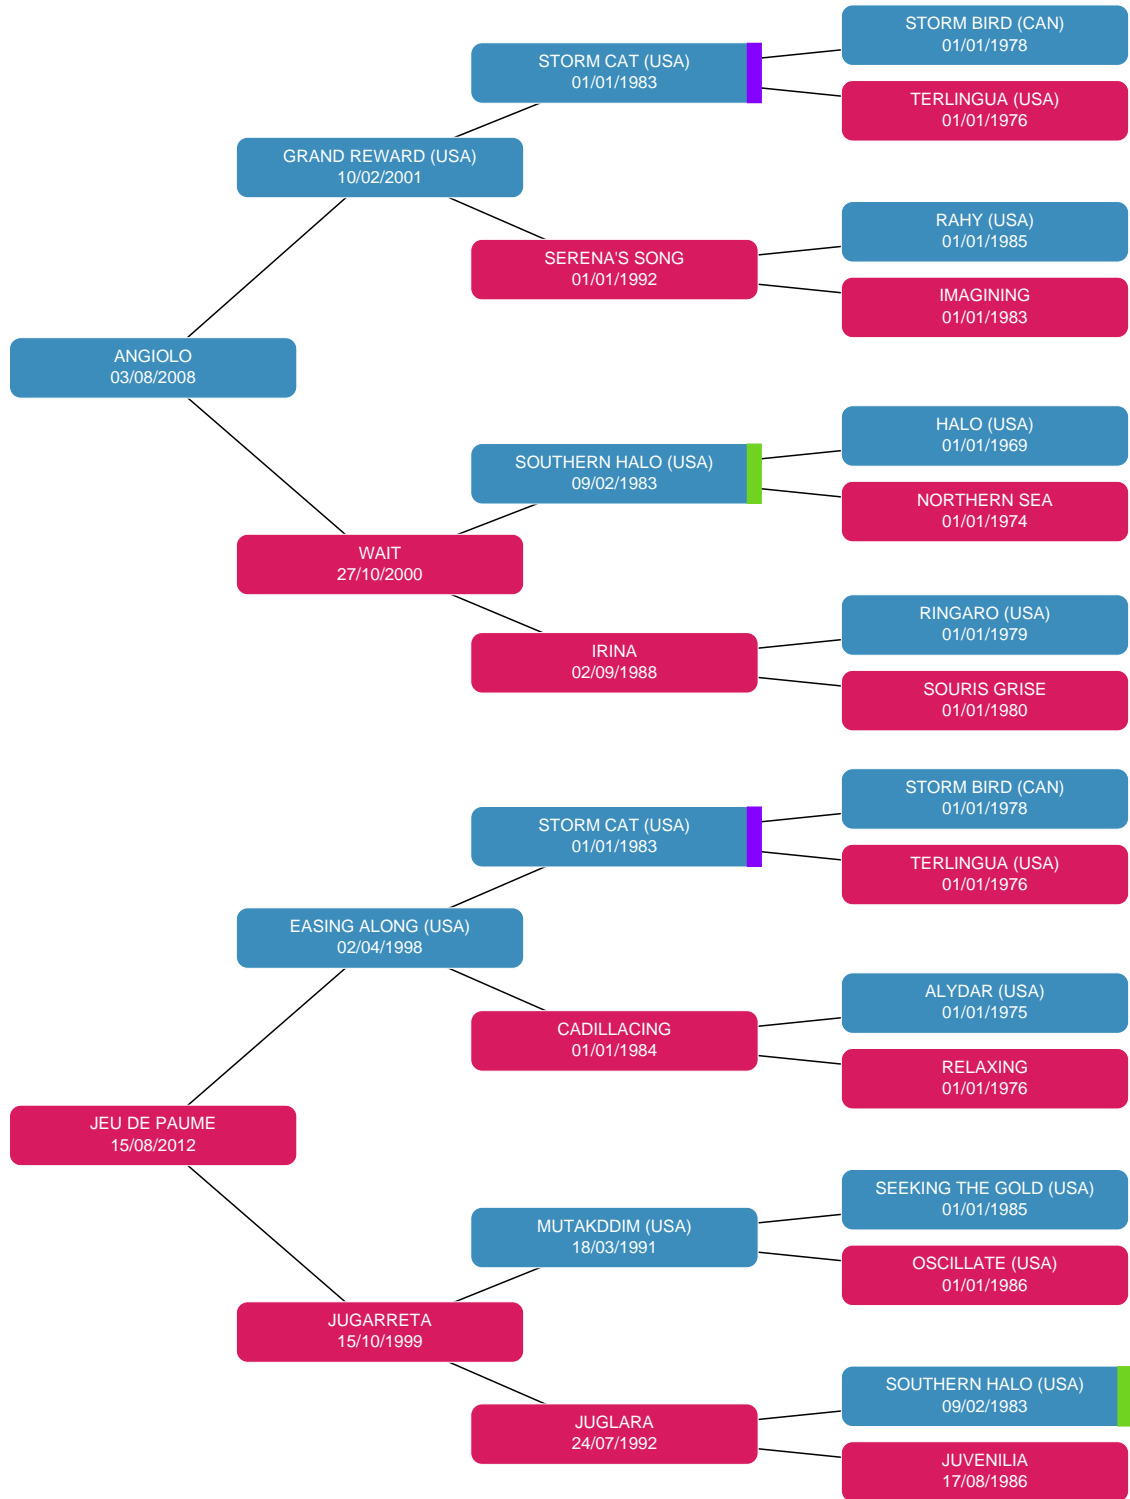 STORM BIRD (CAN)
01/01/1978
STORM CAT (USA)
01/01/1983
TERLINGUA (USA)
01/01/1976
GRAND REWARD (USA)
10/02/2001
RAHY (USA)
01/01/1985
SERENA'S SONG
01/01/1992
IMAGINING
01/01/1983
ANGIOLO
03/08/2008
HALO (USA)
01/01/1969
SOUTHERN HALO (USA)
09/02/1983
NORTHERN SEA
01/01/1974
WAIT
27/10/2000
RINGARO (USA)
01/01/1979
IRINA
02/09/1988
SOURIS GRISE
01/01/1980
STORM BIRD (CAN)
01/01/1978
STORM CAT (USA)
01/01/1983
TERLINGUA (USA)
01/01/1976
EASING ALONG (USA)
02/04/1998
ALYDAR (USA)
01/01/1975
CADILLACING
01/01/1984
RELAXING
01/01/1976
JEU DE PAUME
15/08/2012
SEEKING THE GOLD (USA)
01/01/1985
MUTAKDDIM (USA)
18/03/1991
OSCILLATE (USA)
01/01/1986
JUGARRETA
15/10/1999
SOUTHERN HALO (USA)
09/02/1983
JUGLARA
24/07/1992
JUVENILIA
17/08/1986